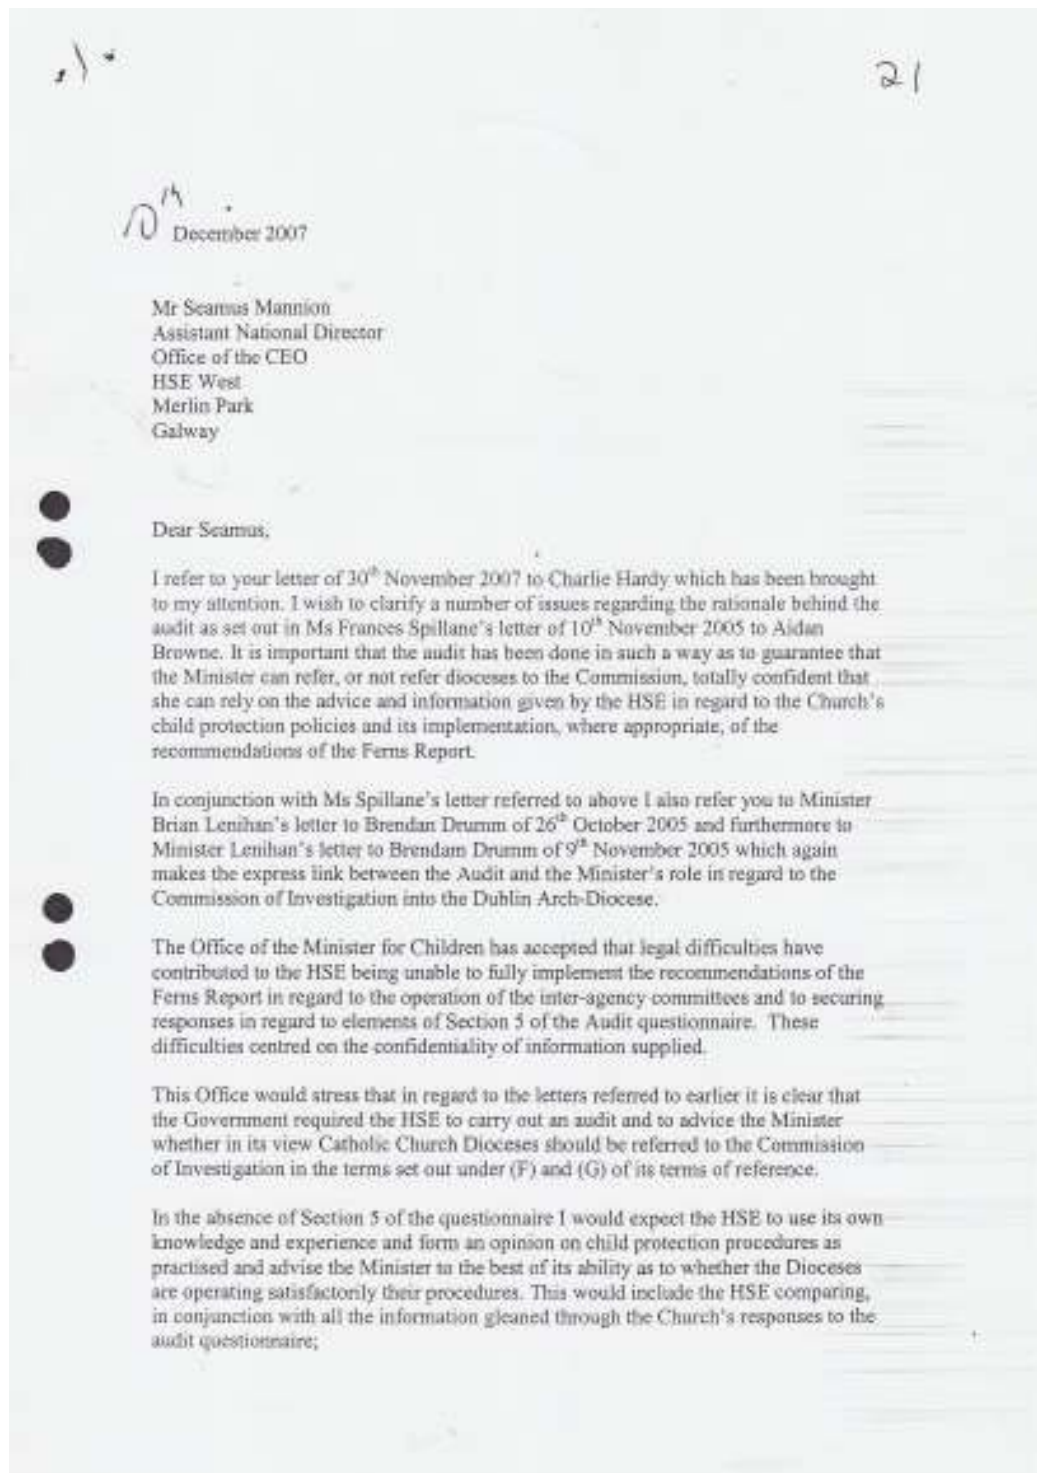 21
10th December 2007
Mr Seamus Mannion
Assistant National Director
Office of the CEO
HSE West
Merlin Park
Galway
Dear Seamus,
I refer to your letter of 30th November 2007 to Charlie Hardy which has been brought
to my attention. I wish to clarify a number of issues regarding the rationale behind the
audit as set out in Ms Frances Spillane's letter of 10th November 2005 to Aidan
Browne. It is important that the audit has been done in such a way as to guarantee that
the Minister can refer, or not refer dioceses to the Commission, totally confident that
she can rely on the advice and information given by the HSE in regard to the Church's
child protection policies and its implementation, where appropriate, of the
recommendations of the Ferns Report.
In conjunction with Ms Spillane's letter referred to above I also refer you to Minister
Brian Lenihan's letter to Brendan Drumm of 26th October 2005 and furthermore to
Minister Lenihan's letter to Brendam Drumm of 9th November 2005 which again
makes the express link between the Audit and the Minister's role in regard to the
Commission of Investigation into the Dublin Arch-Diocese.
The Office of the Minister for Children has accepted that legal difficulties have
contributed to the HSE being unable to fully implement the recommendations of the
Ferns Report in regard to the operation of the inter-agency committees and to securing
responses in regard to elements of Section 5 of the Audit questionnaire. These
difficulties centred on the confidentiality of information supplied.
This Office would stress that in regard to the letters referred to earlier it is clear that
the Government required the HSE to carry out an audit and to advice the Minister
whether in its view Catholic Church Dioceses should be referred to the Commission
of Investigation in the terms set out under (F) and (G) of its terms of reference.
In the absence of Section 5 of the questionnaire I would expect the HSE to use its own
knowledge and experience and form an opinion on child protection procedures as
practised and advise the Minister to the best of its ability as to whether the Dioceses
are operating satisfactorily their procedures. This would include the HSE comparing,
in conjunction with all the information gleaned through the Church's responses to the
audit questionnaire;